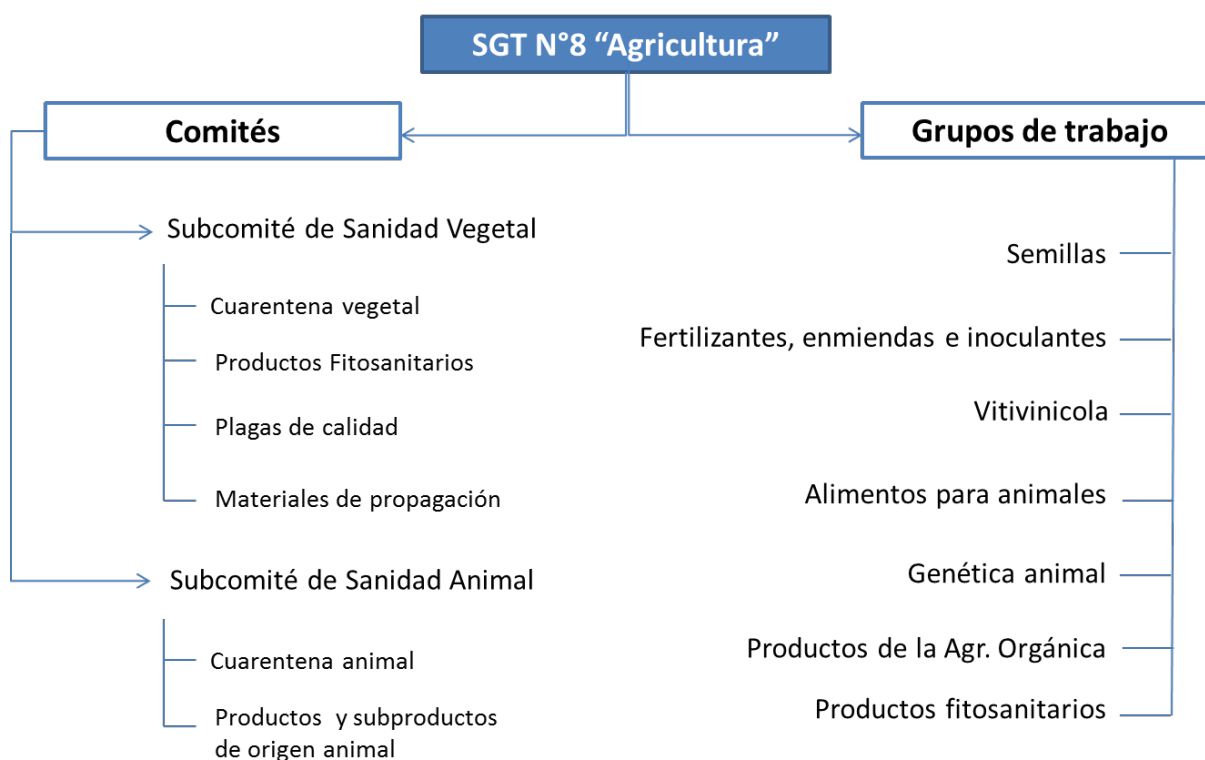 SGT N°8 “Agricultura”
Comités
Subcomité de Sanidad Vegetal
Cuarentena vegetal
Productos Fitosanitarios
Plagas de calidad
Materiales de propagación
Subcomité de Sanidad Animal
Cuarentena animal
Productos y subproductos
de origen animal
Grupos de trabajo
Semillas
Fertilizantes, enmiendas e inoculantes
Vitivinicola
Alimentos para animales
Genética animal
Productos de la Agr. Orgánica
Productos fitosanitarios